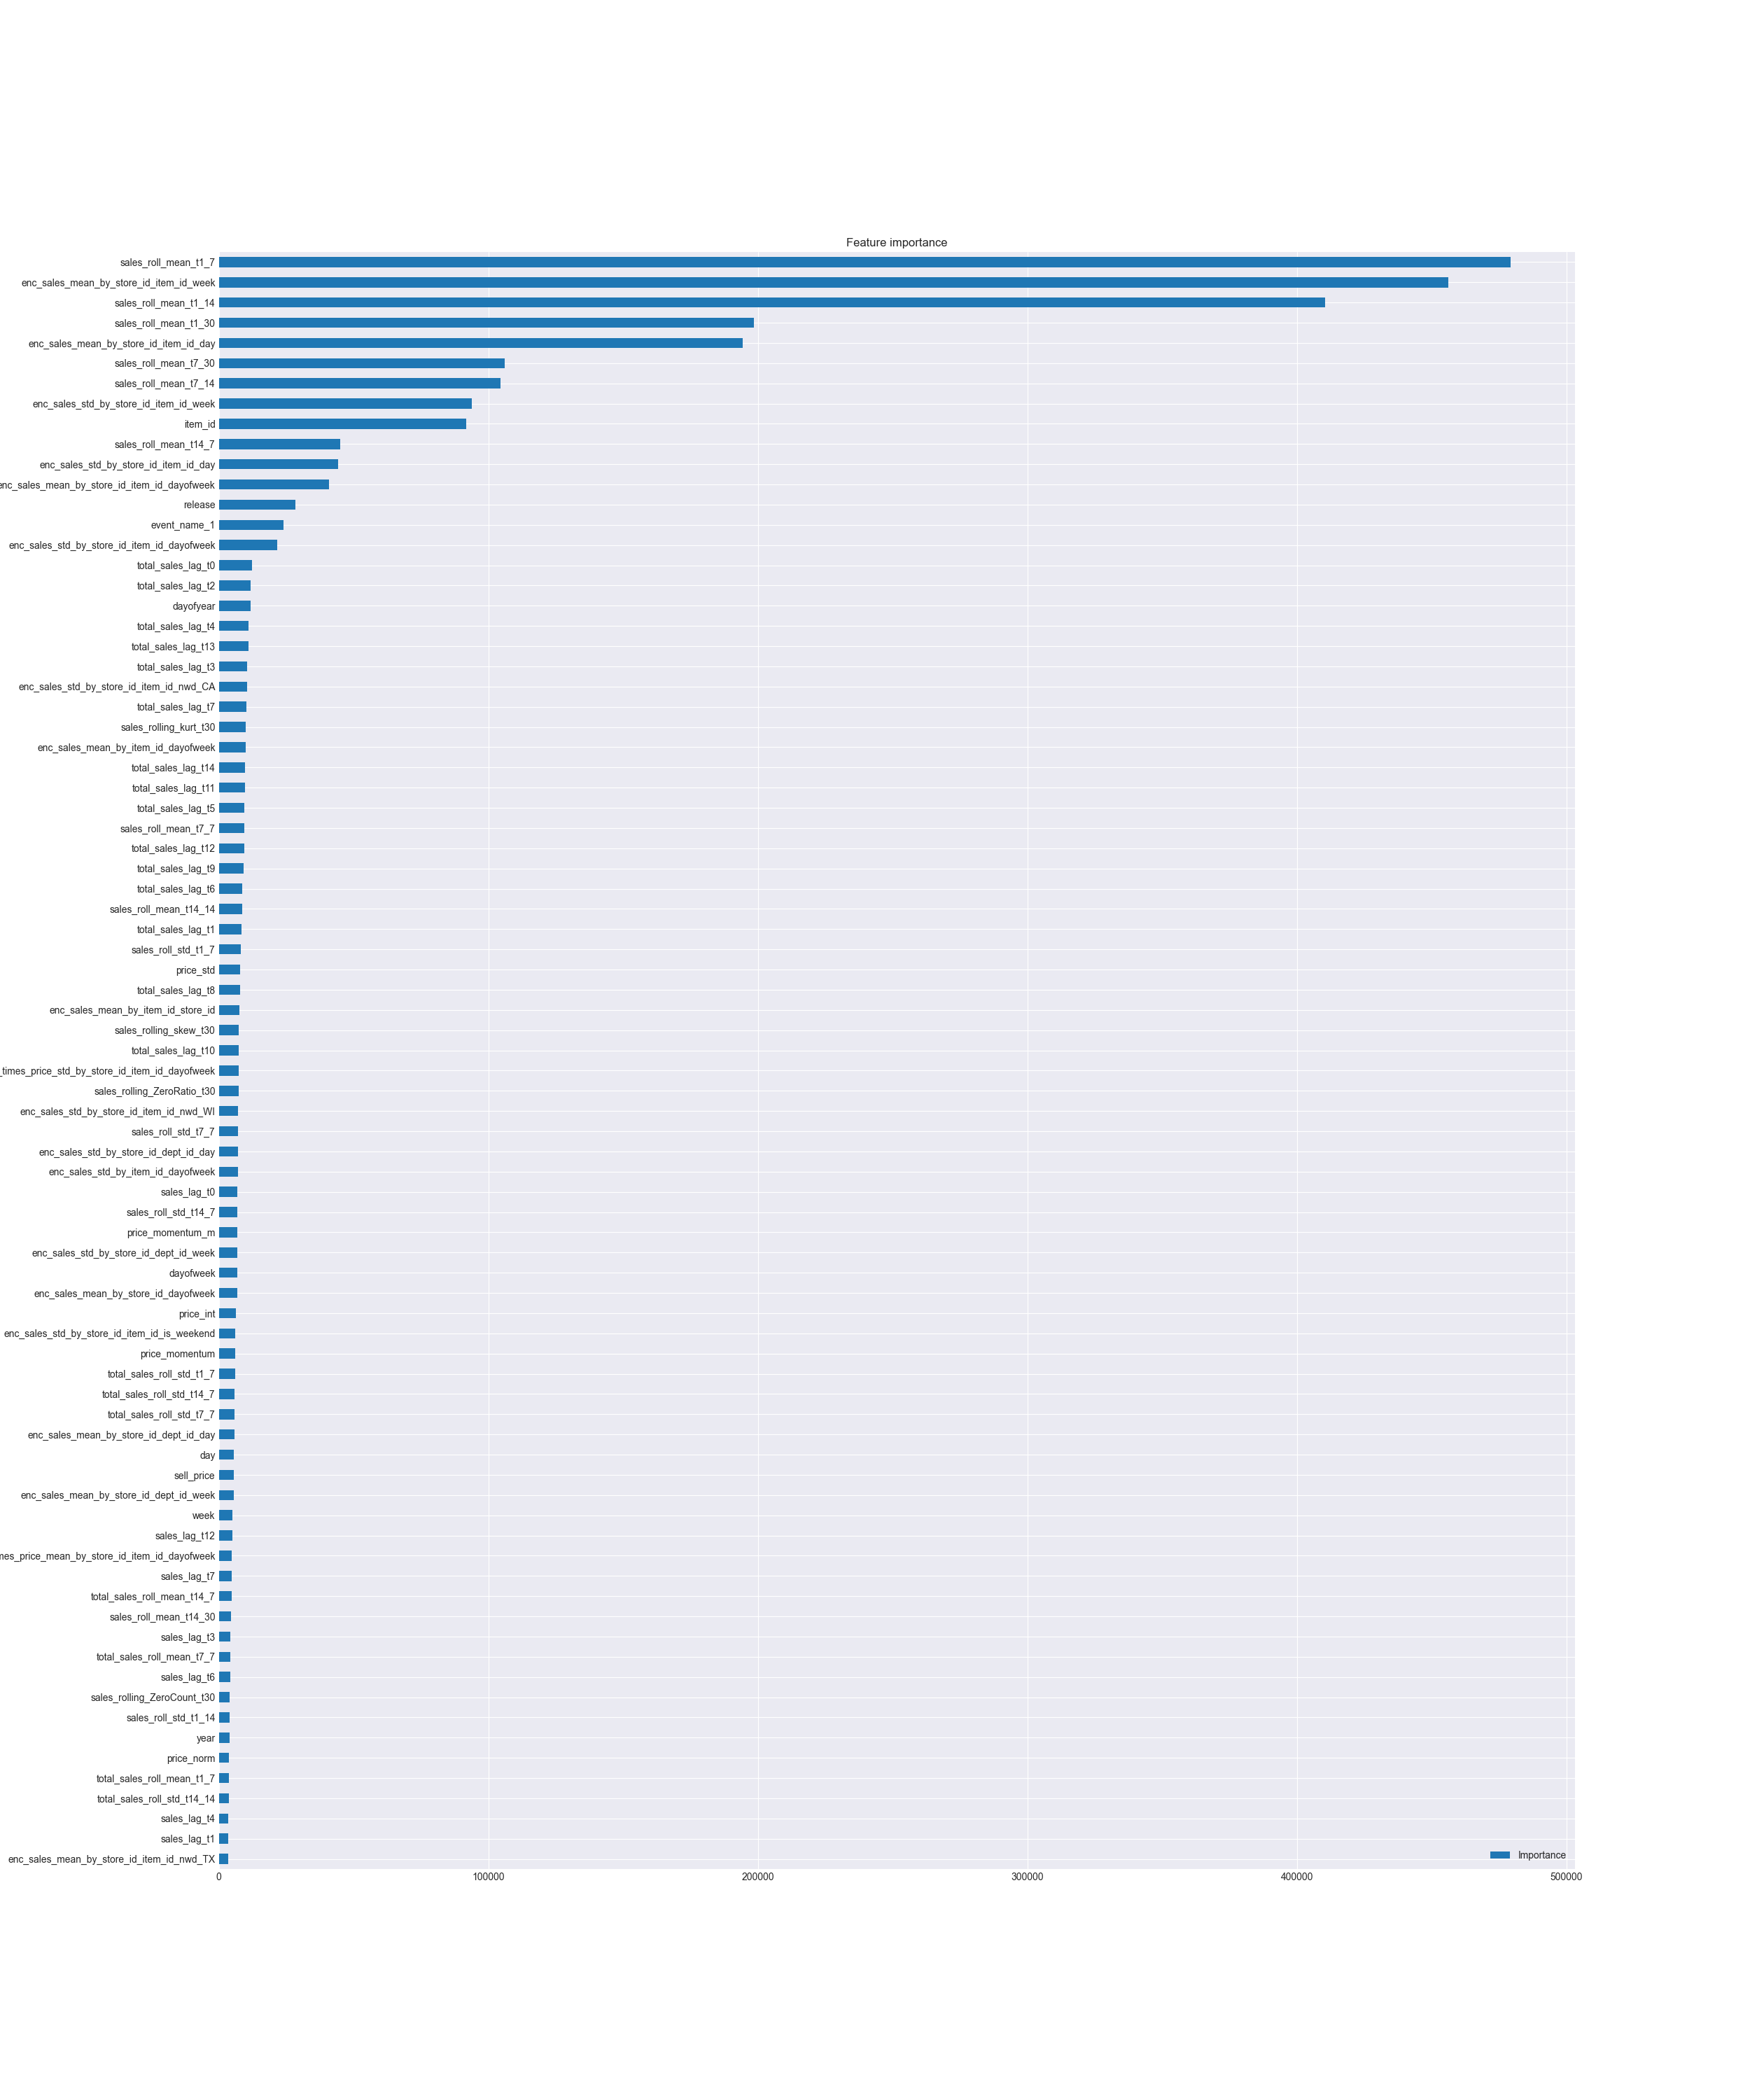 Feature importance
sales_roll_mean_t1_7
enc_sales_mean_by_store_id_item_id_week
sales_roll_mean_t1_14
sales_roll_mean_t1_30
enc_sales_mean_by_store_id_item_id_day
sales_roll_mean_t7_30
sales_roll_mean_t7_14
enc_sales_std_by_store_id_item_id_week
item_id
sales_roll_mean_t14_7
enc_sales_std_by_store_id_item_id_day
enc_sales_mean_by_store_id_item_id_dayofweek
release
event_name_1
enc_sales_std_by_store_id_item_id_dayofweek
total_sales_lag_t0
total_sales_lag_t2
dayofyear
total_sales_lag_t4
total_sales_lag_t13
total_sales_lag_t3
enc_sales_std_by_store_id_item_id_nwd_CA
total_sales_lag_t7
sales_rolling_kurt_t30
enc_sales_mean_by_item_id_dayofweek
total_sales_lag_t14
total_sales_lag_t11
total_sales_lag_t5
sales_roll_mean_t7_7
total_sales_lag_t12
total_sales_lag_t9
total_sales_lag_t6
sales_roll_mean_t14_14
total_sales_lag_t1
sales_roll_std_t1_7
price_std
total_sales_lag_t8
enc_sales_mean_by_item_id_store_id
sales_rolling_skew_t30
total_sales_lag_t10
_times_price_std_by_store_id_item_id_dayofweek
sales_rolling_ZeroRatio_t30
enc_sales_std_by_store_id_item_id_nwd_WI
sales_roll_std_t7_7
enc_sales_std_by_store_id_dept_id_day
enc_sales_std_by_item_id_dayofweek
sales_lag_t0
sales_roll_std_t14_7
price_momentum_m
enc_sales_std_by_store_id_dept_id_week
dayofweek
enc_sales_mean_by_store_id_dayofweek
price_int
enc_sales_std_by_store_id_item_id_is_weekend
price_momentum
total_sales_roll_std_t1_7
total_sales_roll_std_t14_7
total_sales_roll_std_t7_7
enc_sales_mean_by_store_id_dept_id_day
day
sell_price
enc_sales_mean_by_store_id_dept_id_week
week
sales_lag_t12
mes_price_mean_by_store_id_item_id_dayofweek
sales_lag_t7
total_sales_roll_mean_t14_7
sales_roll_mean_t14_30
sales_lag_t3
total_sales_roll_mean_t7_7
sales_lag_t6
sales_rolling_ZeroCount_t30
sales_roll_std_t1_14
year
price_norm
total_sales_roll_mean_t1_7
total_sales_roll_std_t14_14
sales_lag_t4
sales_lag_t1
enc_sales_mean_by_store_id_item_id_nwd_TX
Importance
0 100000 200000 300000 400000 500000